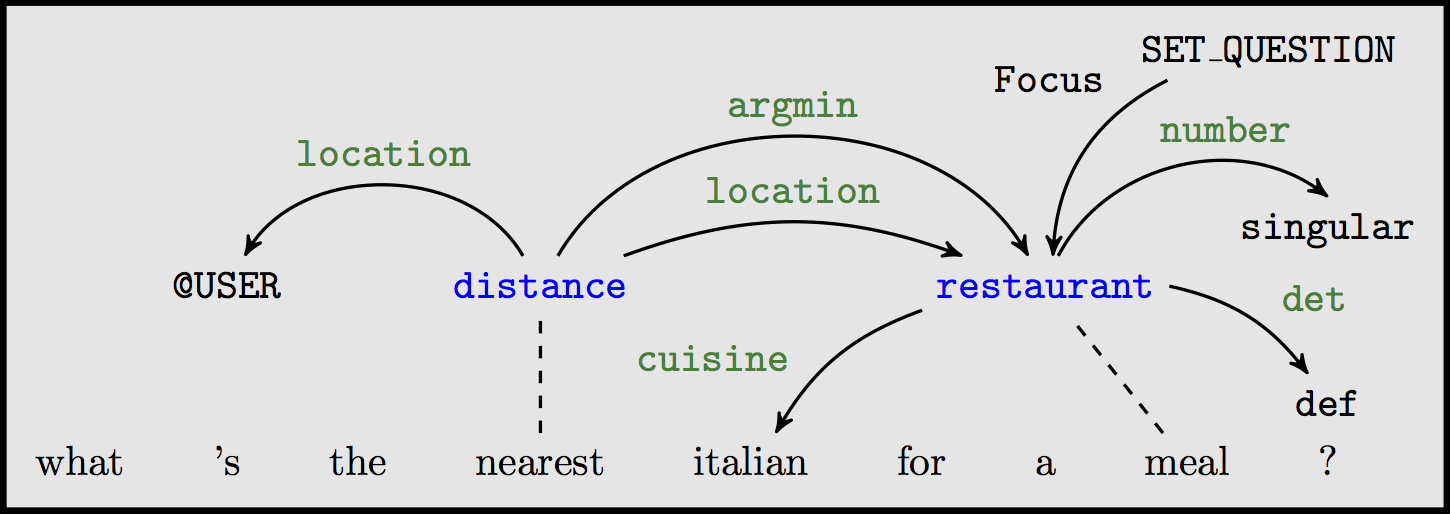 SET_QUESTION
Focus
argmin
number
location
location
singular
@USER distance restaurant
det
cuisine
def
what 's the nearest italian for a meal ?